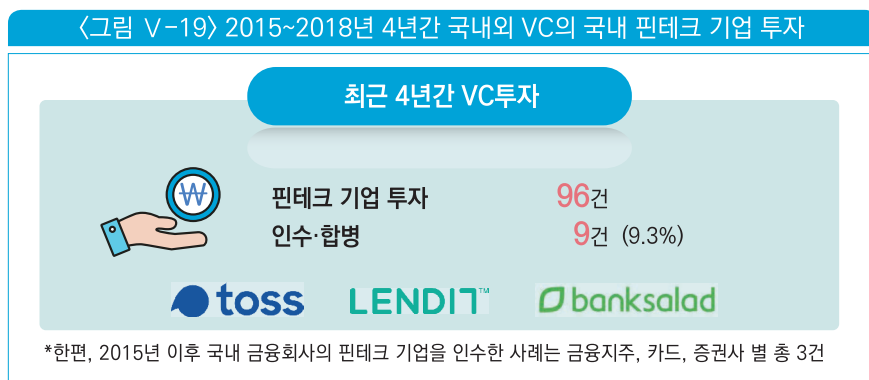 〈그림 Ⅴ-19〉 2015~2018년 4년간 국내외 VC의 국내 핀테크 기업 투자
최근 4년간 VC투자
핀테크 기업 투자 96건
인수·합병 9건 (9.3%)
toss LENDIT™ banksalad
*한편, 2015년 이후 국내 금융회사의 핀테크 기업을 인수한 사례는 금융지주, 카드, 증권사 별 총 3건